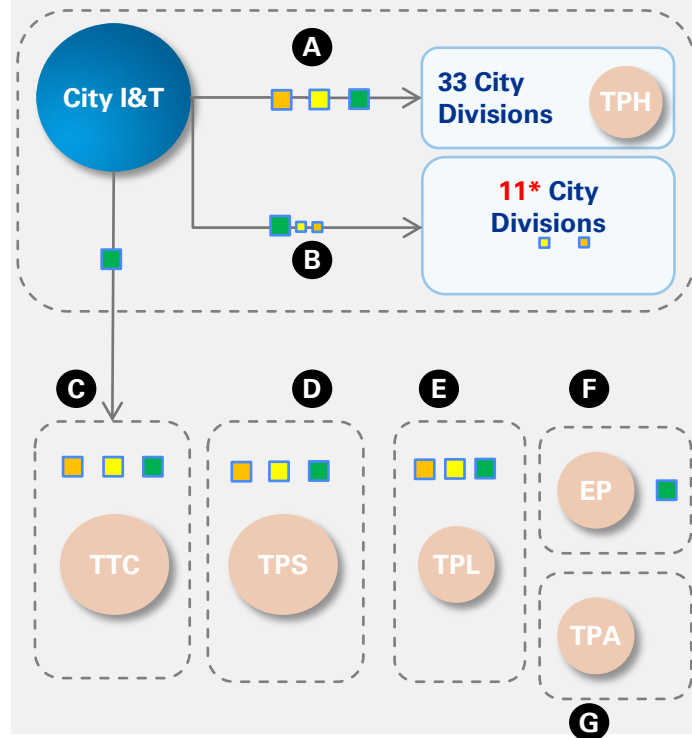 A
City I&T
33 City
Divisions
TPH
11* City
Divisions
B
C
D
E
F
TTC
TPS
TPL
EP
TPA
G